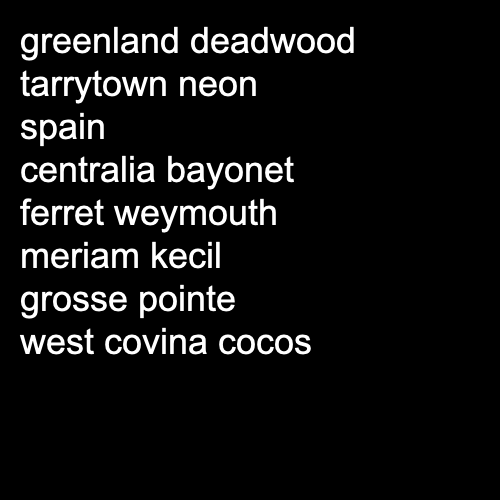 greenland deadwood
tarrytown neon
spain
centralia bayonet
ferret weymouth
meriam kecil
grosse pointe
west covina cocos